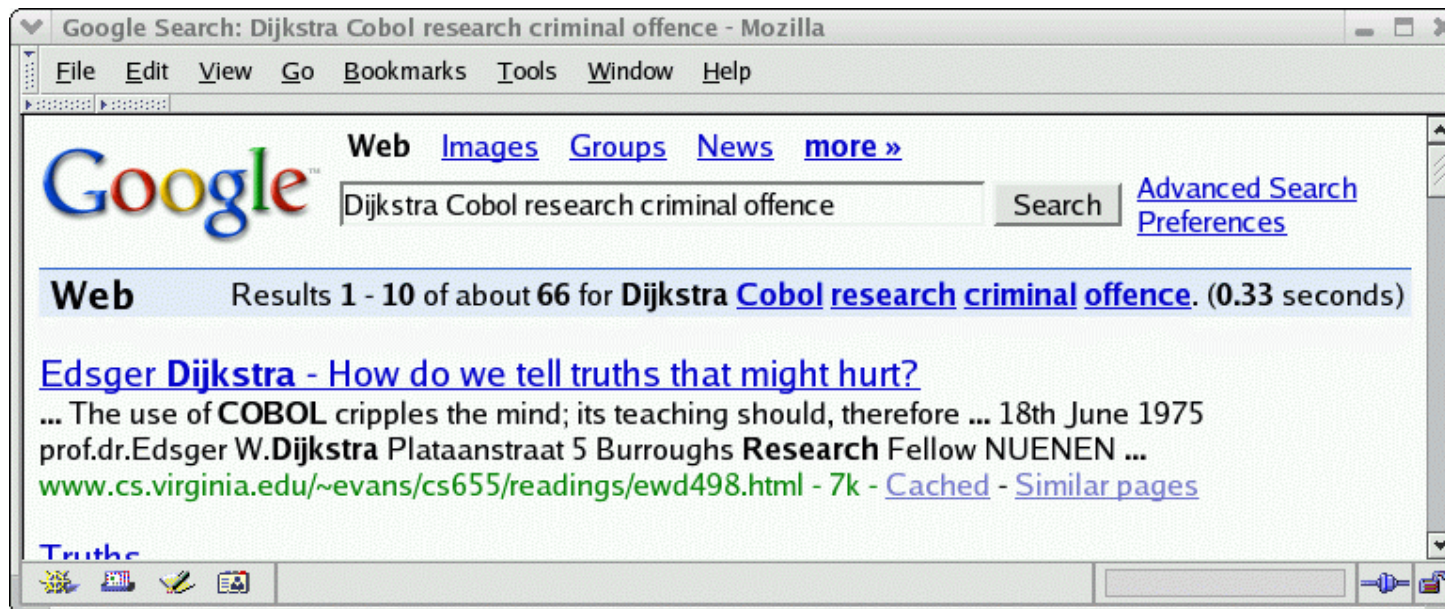 Google Search: Dijkstra Cobol research criminal offence - Mozilla
File Edit View Go Bookmarks Tools Window Help
Google™
Web Images Groups News more »
Dijkstra Cobol research criminal offence Search
Advanced Search
Preferences
Web Results 1 - 10 of about 66 for Dijkstra Cobol research criminal offence. (0.33 seconds)
Edsger Dijkstra - How do we tell truths that might hurt?
... The use of COBOL cripples the mind; its teaching should, therefore ... 18th June 1975
prof.dr.Edsger W.Dijkstra Plataanstraat 5 Burroughs Research Fellow NUENEN ...
www.cs.virginia.edu/~evans/cs655/readings/ewd498.html - 7k - Cached - Similar pages
Truths